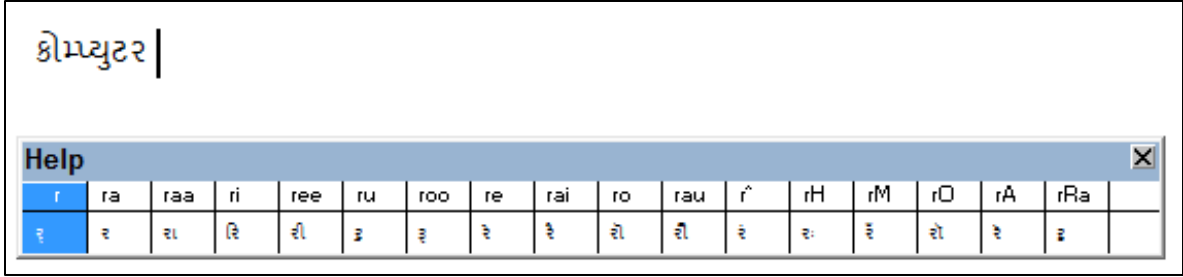 કોમ્પ્યુટર
Help
r ra raa ri ree ru roo re rai ro rau r^ rH rM rO rA rRa
ર્ ર રા રિ રી રુ રૂ રે રૈ રો રૌ રં રઃ રઁ રૉ રૅ રૃ